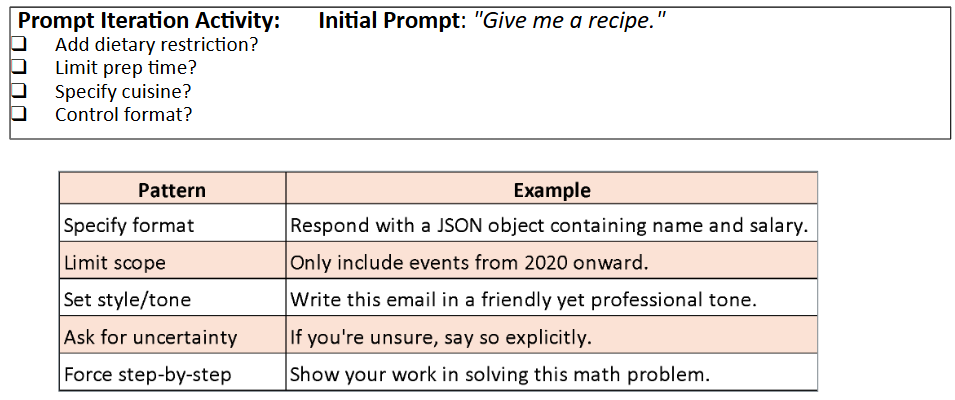 Prompt Iteration Activity: Initial Prompt: "Give me a recipe."
❑ Add dietary restriction?
❑ Limit prep time?
❑ Specify cuisine?
❑ Control format?
Pattern Example
Specify format Respond with a JSON object containing name and salary.
Limit scope Only include events from 2020 onward.
Set style/tone Write this email in a friendly yet professional tone.
Ask for uncertainty If you're unsure, say so explicitly.
Force step-by-step Show your work in solving this math problem.